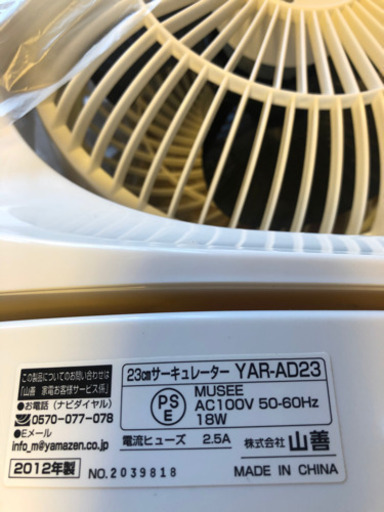 この製品についてのお問い合わせは
「山善 家電お客様サービス係」
●お電話（ナビダイヤル）
0570-077-078
●Eメール
info_m@yamazen.co.jp
2012年製
23cmサーキュレーター YAR-AD23
PS
E
MUSEE
AC100V 50-60Hz
18W
電流ヒューズ 2.5A
株式会社 山善
NO.2039818
MADE IN CHINA